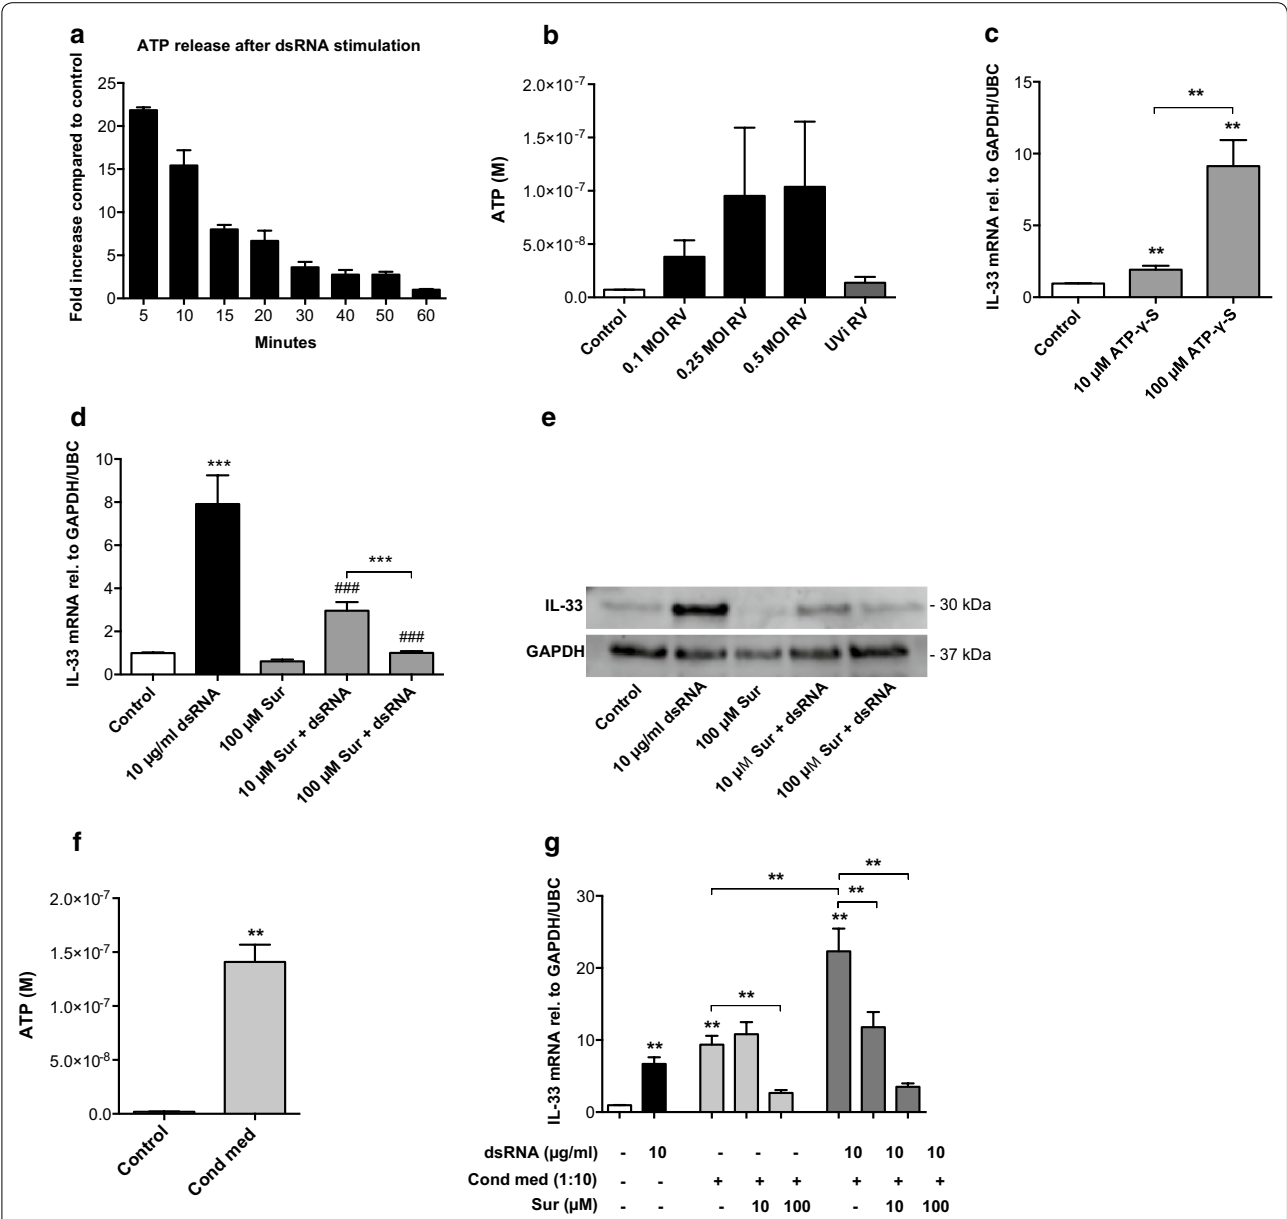 a
ATP release after dsRNA stimulation
Fold increase compared to control
25
20
15
10
5
0
5 10 15 20 30 40 50 60
Minutes
b
ATP (M)
2.0×10-7
1.5×10-7
1.0×10-7
5.0×10-8
0.0
Control
0.1 MOI RV
0.25 MOI RV
0.5 MOI RV
UVi RV
c
IL-33 mRNA rel. to GAPDH/UBC
15
10
5
0
**
**
**
Control
10 µM ATP-γ-S
100 µM ATP-γ-S
d
IL-33 mRNA rel. to GAPDH/UBC
10
8
6
4
2
0
***
***
###
###
Control
10 µg/ml dsRNA
100 µM Sur
10 µM Sur + dsRNA
100 µM Sur + dsRNA
e
IL-33
- 30 kDa
GAPDH
- 37 kDa
Control
10 µg/ml dsRNA
100 µM Sur
10 µM Sur + dsRNA
100 µM Sur + dsRNA
f
ATP (M)
2.0×10-7
1.5×10-7
1.0×10-7
5.0×10-8
0.0
**
Control
Cond med
g
IL-33 mRNA rel. to GAPDH/UBC
30
20
10
0
**
**
**
**
**
**
**
dsRNA (µg/ml) - 10 - - - 10 10 10
Cond med (1:10) - - + + + + + +
Sur (µM) - - - 10 100 - 10 100